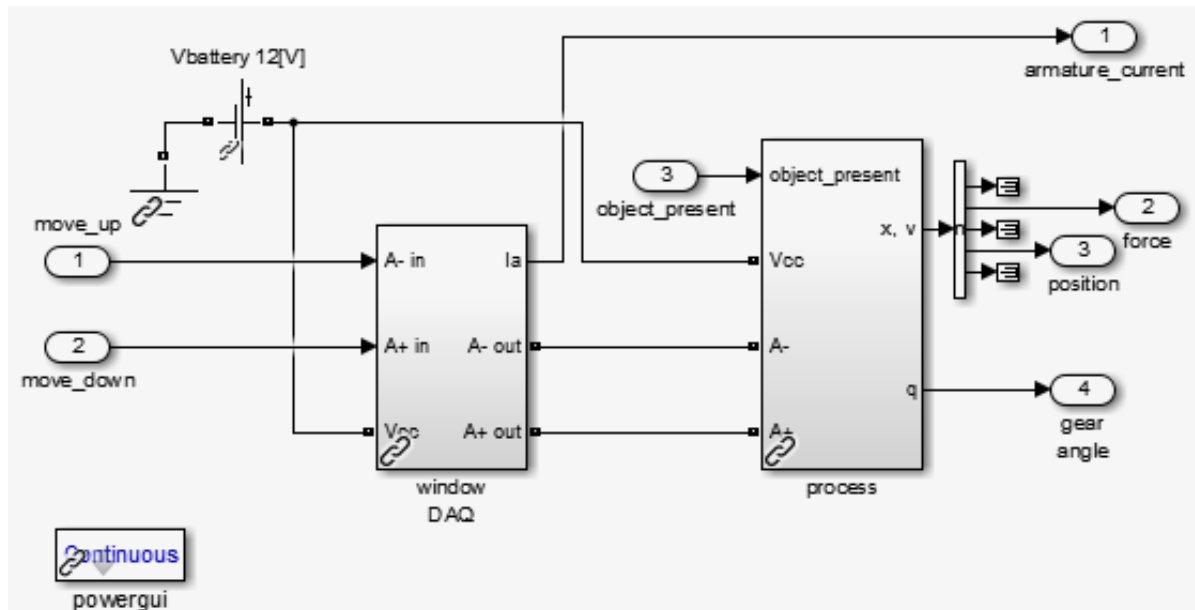 Vbattery 12[V]
+
1
armature_current
3
object_present
object_present
x, v
2
force
move_up
1
A- in
Ia
Vcc
3
position
2
move_down
A+ in
A- out
A-
q
4
gear
angle
Vcc
A+ out
A+
window
DAQ
process
Continuous
powergui